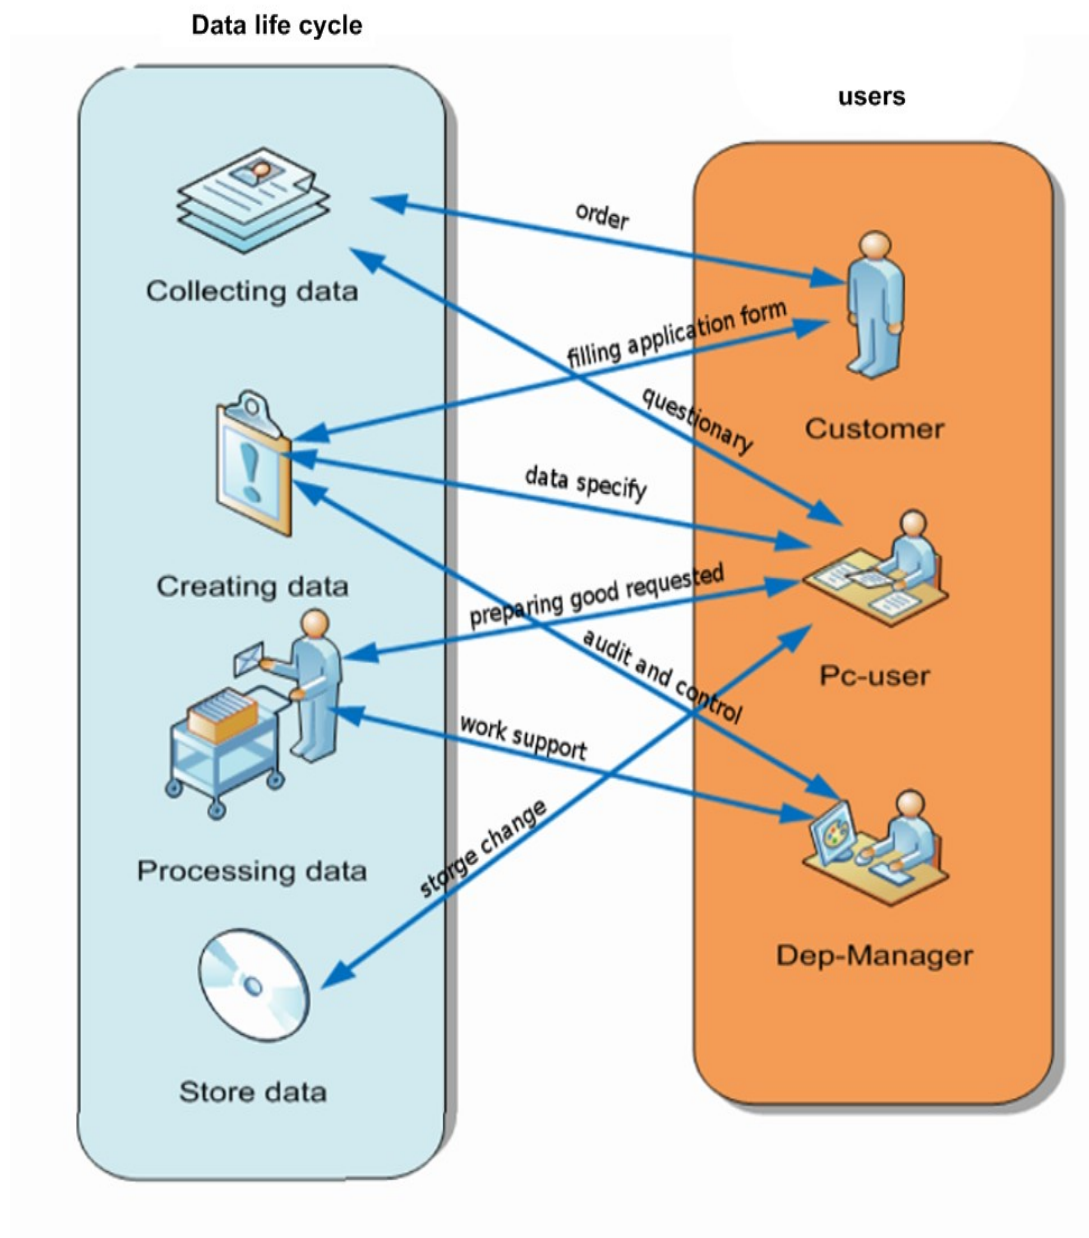 Data life cycle
users
order
Collecting data
filling application form
questionary
Customer
data specify
Creating data
preparing good requested
audit and control
Pc-user
work support
storge change
Processing data
Dep-Manager
Store data